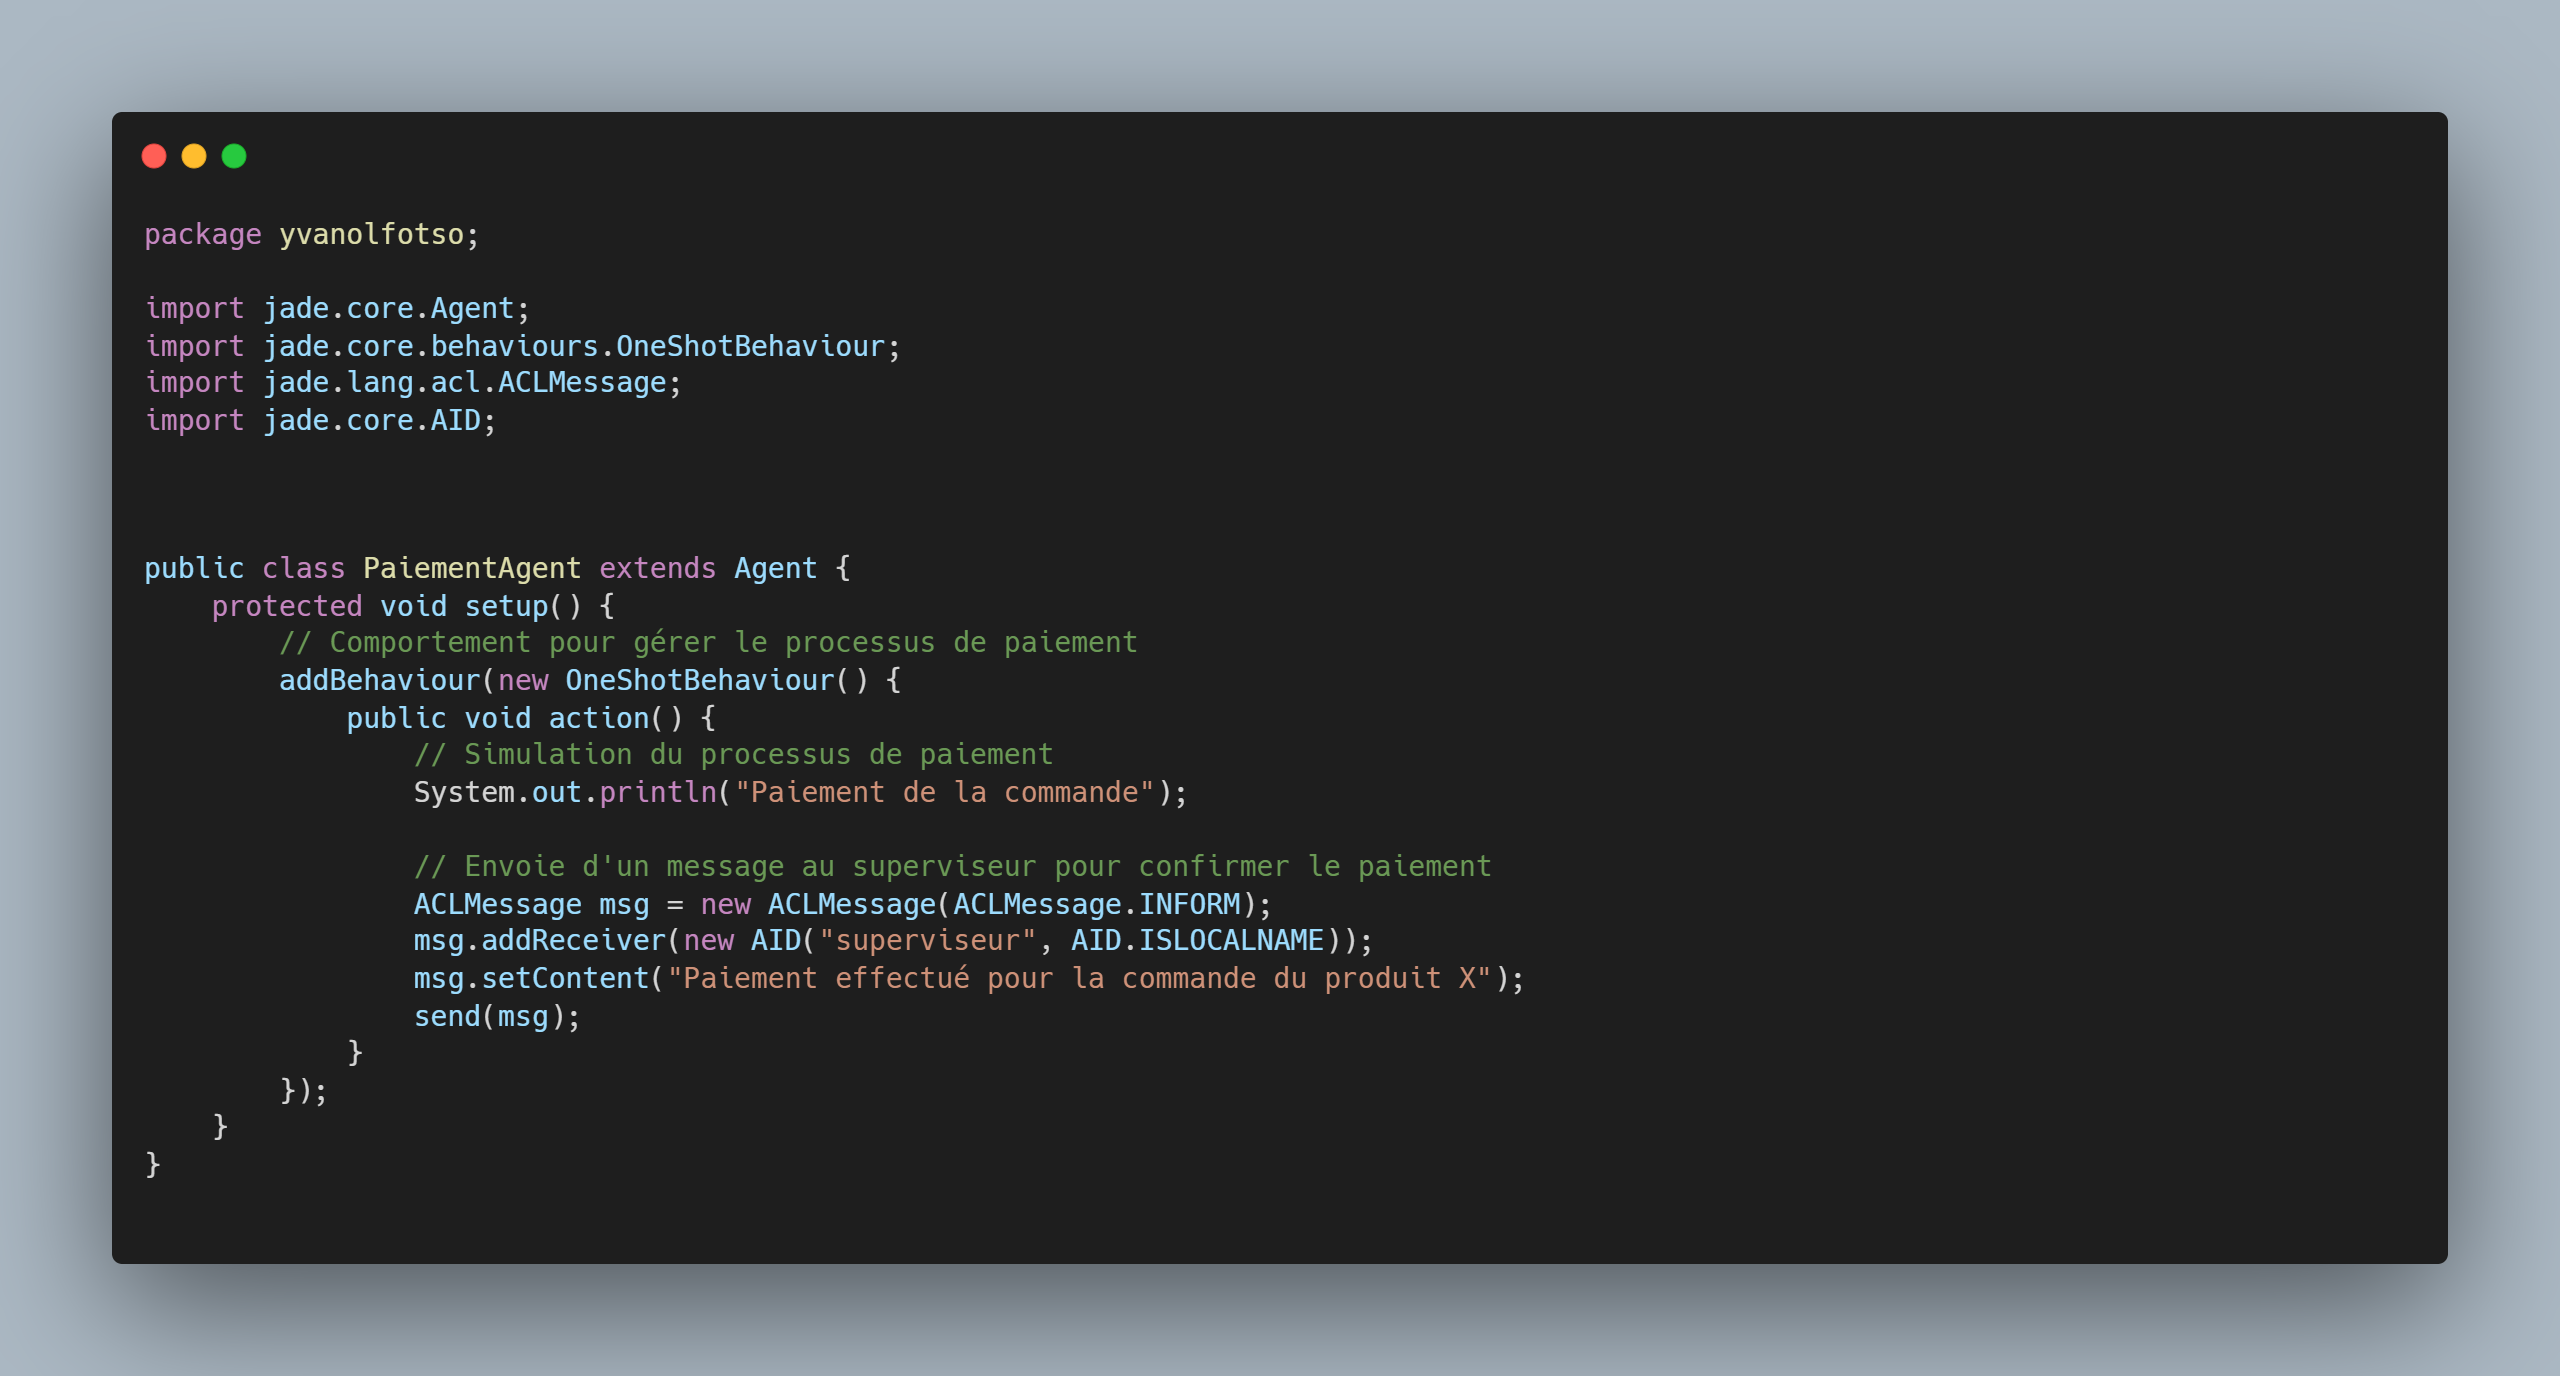 package yvanolfotso;
import jade.core.Agent;
import jade.core.behaviours.OneShotBehaviour;
import jade.lang.acl.ACLMessage;
import jade.core.AID;
public class PaiementAgent extends Agent {
    protected void setup() {
        // Comportement pour gérer le processus de paiement
        addBehaviour(new OneShotBehaviour() {
            public void action() {
                // Simulation du processus de paiement
                System.out.println("Paiement de la commande");
                // Envoie d'un message au superviseur pour confirmer le paiement
                ACLMessage msg = new ACLMessage(ACLMessage.INFORM);
                msg.addReceiver(new AID("superviseur", AID.ISLOCALNAME));
                msg.setContent("Paiement effectué pour la commande du produit X");
                send(msg);
            }
        });
    }
}